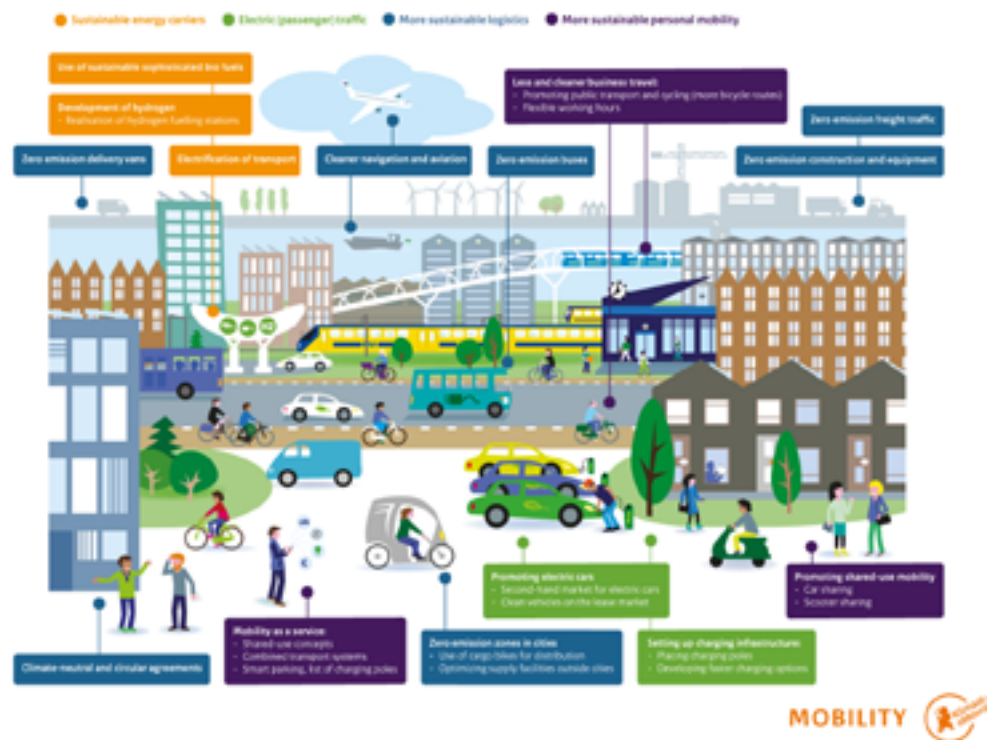 Sustainable energy carriers
Electric (passenger) traffic
More sustainable logistics
More sustainable personal mobility
Use of sustainable sophisticated bio fuels
Development of hydrogen
- Realisation of hydrogen fuelling stations
Less and cleaner business travel:
- Promoting public transport and cycling (more bicycle routes)
- Flexible working hours
Zero emission freight traffic
Zero emission delivery vans
Electrification of transport
Cleaner navigation and aviation
Zero emission buses
Zero emission construction and equipment
Promoting electric cars
- Second-hand market for electric cars
- Clean vehicles on the lease market
Promoting shared-use mobility
- Car sharing
- Scooter sharing
Mobility as a service:
- Shared-use concepts
- Combined transport systems
- Smart parking, list of charging poles
Zero emission zones in cities
- Use of cargo bikes for distribution
- Optimizing supply facilities outside cities
Setting up charging infrastructure:
- Placing charging poles
- Developing faster charging options
Climate-neutral and circular agreements
MOBILITY